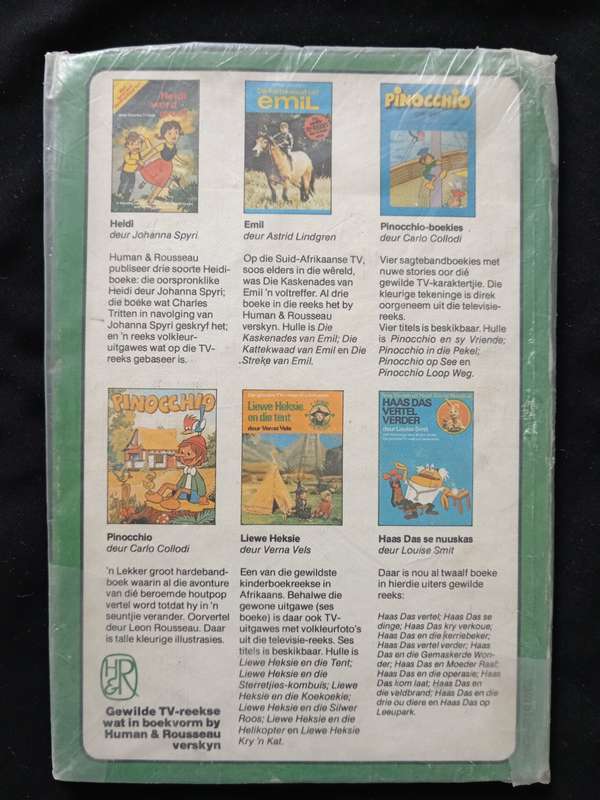 Heidi
word
Heidi
deur Johanna Spyri
Human & Rousseau
publiseer drie soorte Heidi-
boeke: die oorspronklike
Heidi deur Johanna Spyri;
die boeke wat Charles
Tritten in navolging van
Johanna Spyri geskryf het;
en 'n reeks volkleur-
uitgawes wat op die TV-
reeks gebaseer is.
emil
Emil
deur Astrid Lindgren
Op die Suid-Afrikaanse TV,
soos elders in die wêreld,
was Die Kaskenades van
Emil 'n voltreffer. Al drie
boeke in die reeks het by
Human & Rousseau
verskyn. Hulle is Die
Kaskenades van Emil; Die
Kattekwaad van Emil en Die
Streke van Emil.
PINOCCHIO
Pinocchio-boekies
deur Carlo Collodi
Vier sagtebandboekies met
nuwe stories oor dié
gewilde TV-karaktertjie. Die
kleurige tekeninge is direk
oorgeneem uit die televisie-
reeks.
Vier titels is beskikbaar. Hulle
is Pinocchio en sy Vriende;
Pinocchio in die Pekel;
Pinocchio op See en
Pinocchio Loop Weg.
PINOCCHIO
Pinocchio
deur Carlo Collodi
'n Lekker groot hardeband-
boek waarin al die avonture
van dié beroemde houtpop
vertel word totdat hy in 'n
seuntjie verander. Oorvertel
deur Leon Rousseau. Daar
is talle kleurige illustrasies.
Liewe Heksie
en die tent
deur Verna Vels
Liewe Heksie
deur Verna Vels
Een van die gewildste
kinderboekreekse in
Afrikaans. Behalwe die
gewone uitgawe (ses
boeke) is daar ook TV-
uitgawes met volkleurfoto's
uit die televisie-reeks. Ses
titels is beskikbaar. Hulle is
Liewe Heksie en die Tent;
Liewe Heksie en die
Sterretjies-kombuis; Liewe
Heksie en die Koekoekie;
Liewe Heksie en die Silwer
Roos; Liewe Heksie en die
Helikopter en Liewe Heksie
Kry 'n Kat.
HAAS DAS
VERTEL
VERDER
deur Louise Smit
Haas Das se nuuskas
deur Louise Smit
Daar is nou al twaalf boeke
in hierdie uiters gewilde
reeks:
Haas Das vertel; Haas Das se
dinge; Haas Das kry verkoue;
Haas Das en die kerriebeker;
Haas Das vertel verder; Haas
Das en die Gemaskerde Won-
der; Haas Das en Moeder Raaf;
Haas Das en die operasie; Haas
Das kom laat; Haas Das en
die veldbrand; Haas Das en die
drie ou diere en Haas Das op
Leeupark.
H
&R
Gewilde TV-reekse
wat in boekvorm by
Human & Rousseau
verskyn